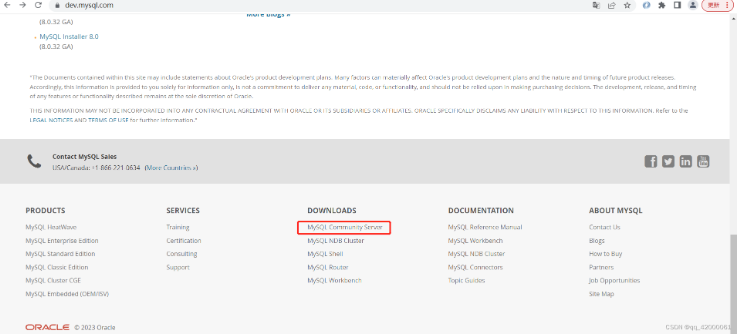 dev.mysql.com
更新
More Blogs »
(8.0.32 GA)
MySQL Installer 8.0
(8.0.32 GA)
"The Documents contained within this site may include statements about Oracle's product development plans. Many factors can materially affect Oracle's product development plans and the nature and timing of future product releases.
Accordingly, this Information is provided to you solely for information only, is not a commitment to deliver any material, code, or functionality, and should not be relied upon in making purchasing decisions. The development, release, and timing
of any features or functionality described remains at the sole discretion of Oracle.
THIS INFORMATION MAY NOT BE INCORPORATED INTO ANY CONTRACTUAL AGREEMENT WITH ORACLE OR ITS SUBSIDIARIES OR AFFILIATES. ORACLE SPECIFICALLY DISCLAIMS ANY LIABILITY WITH RESPECT TO THIS INFORMATION. Refer to the
LEGAL NOTICES AND TERMS OF USE for further information."
Contact MySQL Sales
USA/Canada: +1-866-221-0634 (More Countries »)
PRODUCTS
MySQL HeatWave
MySQL Enterprise Edition
MySQL Standard Edition
MySQL Classic Edition
MySQL Cluster CGE
MySQL Embedded (OEM/ISV)
SERVICES
Training
Certification
Consulting
Support
DOWNLOADS
MySQL Community Server
MySQL NDB Cluster
MySQL Shell
MySQL Router
MySQL Workbench
DOCUMENTATION
MySQL Reference Manual
MySQL Workbench
MySQL NDB Cluster
MySQL Connectors
Topic Guides
ABOUT MYSQL
Contact Us
Blogs
How to Buy
Partners
Job Opportunities
Site Map
ORACLE © 2023 Oracle